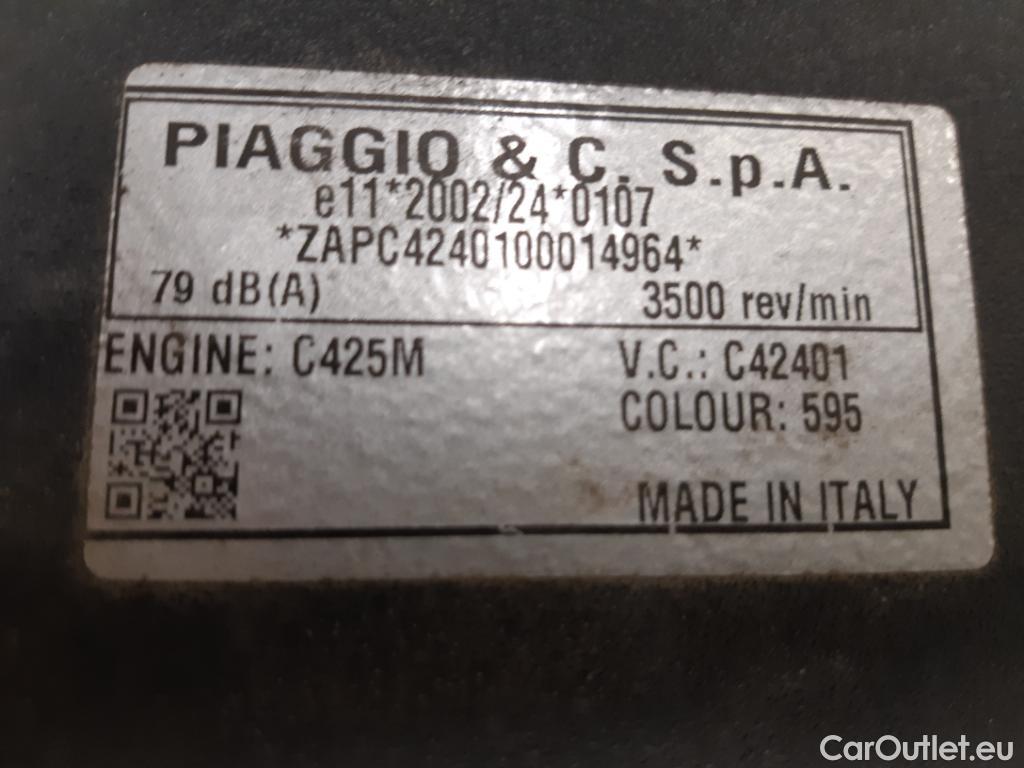 PIAGGIO & C. S.p.A.
e11*2002/24*0107
*ZAPC4240100014964*
79 dB(A) 3500 rev/min
ENGINE: C425M V.C.: C42401
COLOUR: 595
MADE IN ITALY
CarOutlet.eu